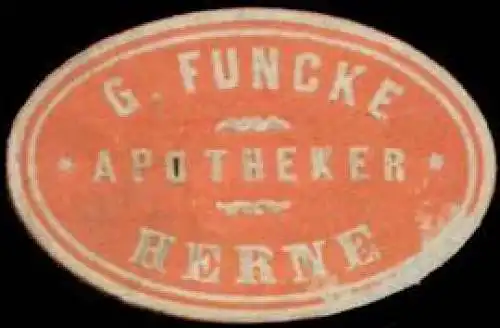 G. FUNCKE
APOTHEKER
HERNE